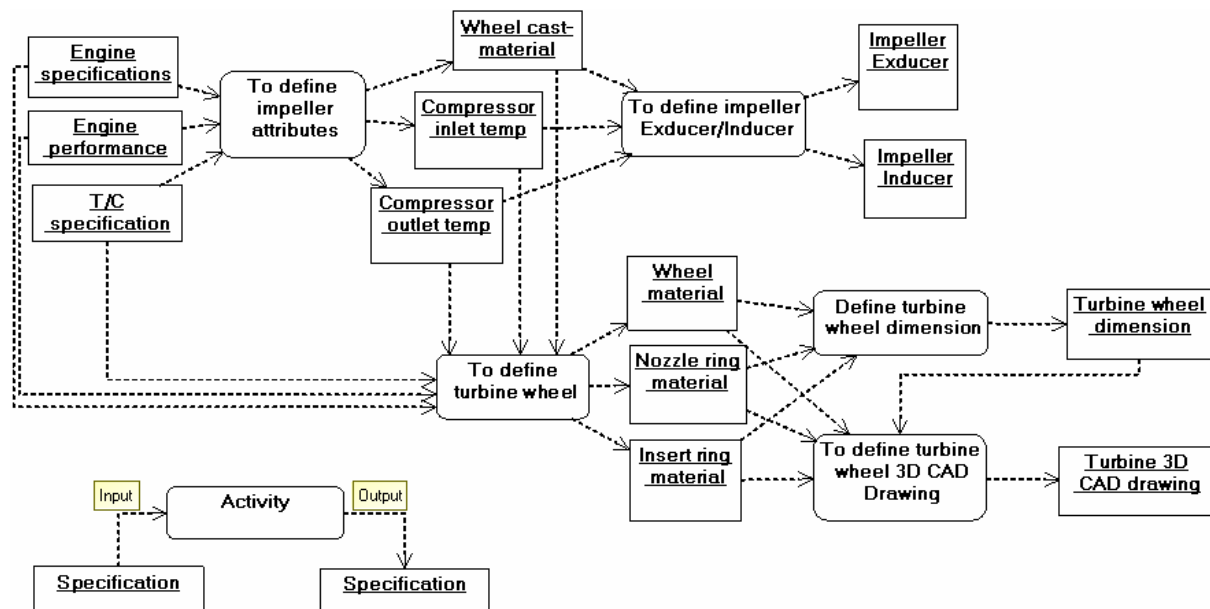 Engine
specifications
Engine
performance
T/C
specification
To define
impeller
attributes
Wheel cast-
material
Compressor
inlet temp
Compressor
outlet temp
To define impeller
Exducer/Inducer
Impeller
Exducer
Impeller
Inducer
To define
turbine wheel
Wheel
material
Nozzle ring
material
Insert ring
material
Define turbine
wheel dimension
Turbine wheel
dimension
To define turbine
wheel 3D CAD
Drawing
Turbine 3D
CAD drawing
Input
Activity
Output
Specification
Specification